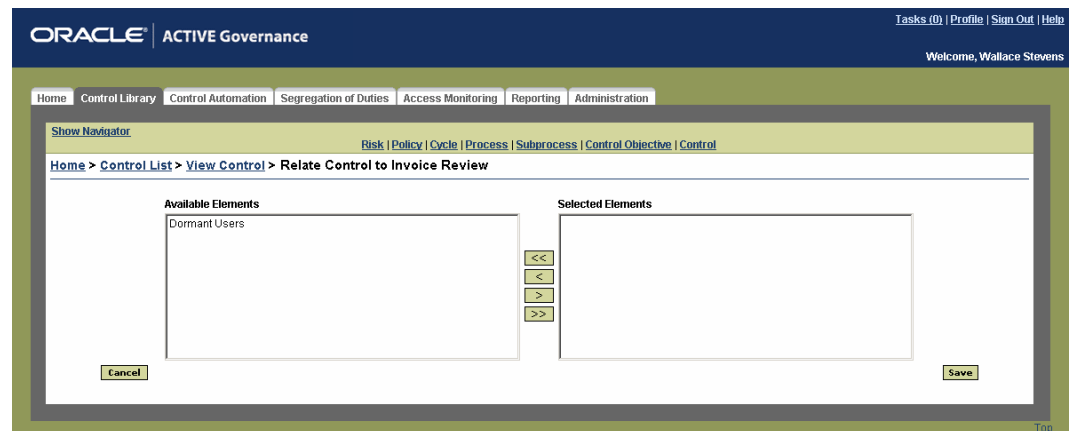 Tasks (0) | Profile | Sign Out | Help
ORACLE® | ACTIVE Governance
Welcome, Wallace Stevens
Home Control Library Control Automation Segregation of Duties Access Monitoring Reporting Administration
Show Navigator
Risk | Policy | Cycle | Process | Subprocess | Control Objective | Control
Home > Control List > View Control > Relate Control to Invoice Review
Available Elements Selected Elements
Dormant Users
<<
<
>
>>
Cancel Save
Top